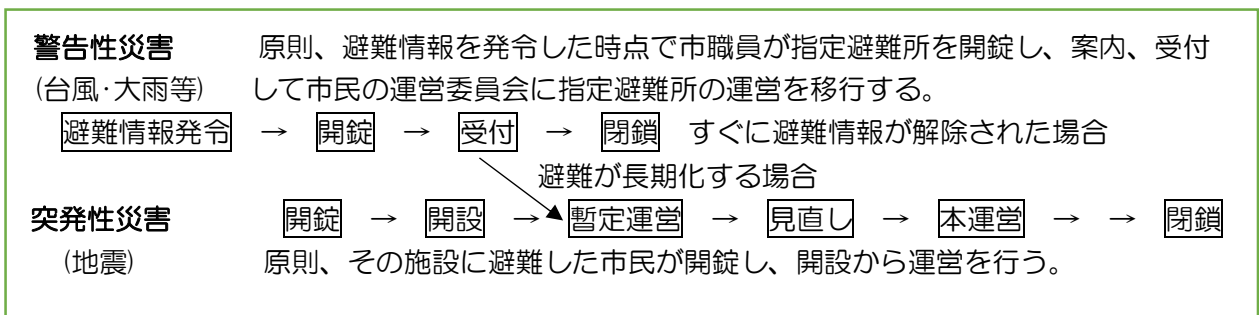 警告性災害　原則、避難情報を発令した時点で市職員が指定避難所を開錠し、案内、受付
(台風･大雨等)　して市民の運営委員会に指定避難所の運営を移行する。
避難情報発令　→　開錠　→　受付　→　閉鎖　すぐに避難情報が解除された場合
避難が長期化する場合
突発性災害　開錠　→　開設　→　暫定運営　→　見直し　→　本運営　→　→　閉鎖
(地震)　原則、その施設に避難した市民が開錠し、開設から運営を行う。